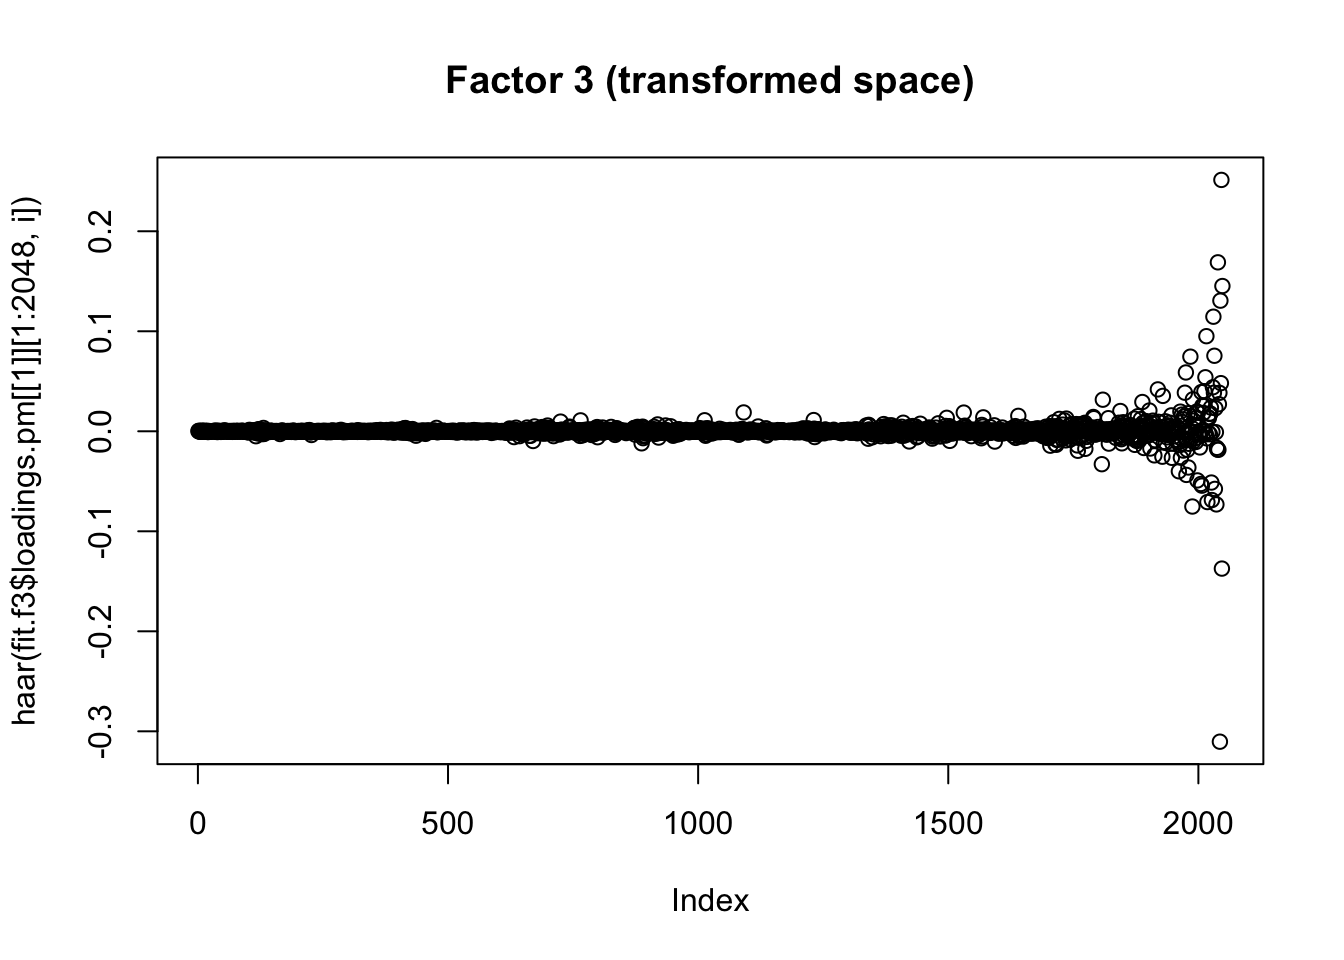 Factor 3 (transformed space)
haar(fit.f3$loadings.pm[[1]][1:2048, i])
0.2
0.1
0.0
-0.1
-0.2
-0.3
0 500 1000 1500 2000
Index